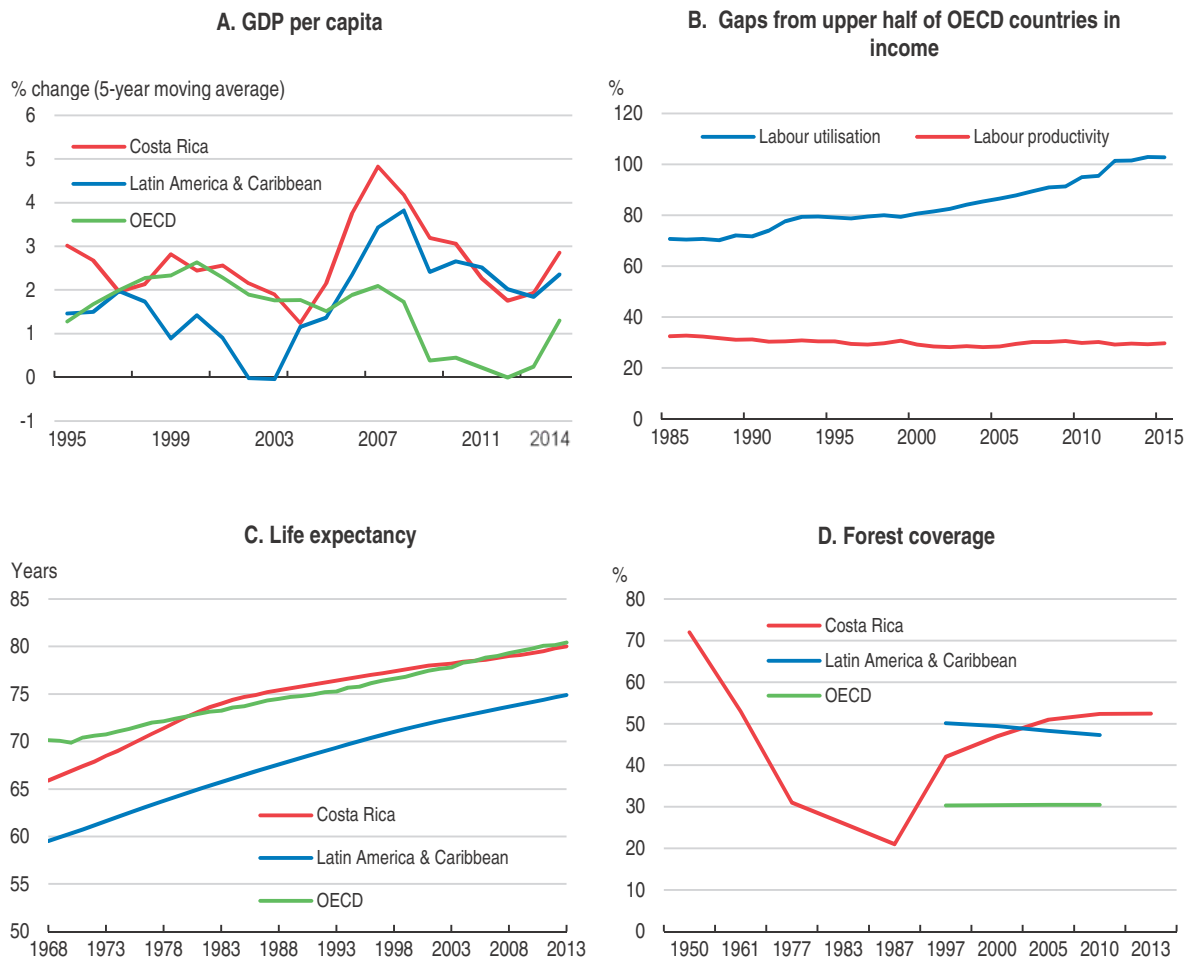 A. GDP per capita
% change (5-year moving average)
6
5
4
3
2
1
0
-1
Costa Rica
Latin America & Caribbean
OECD
1995 1999 2003 2007 2011 2014
B. Gaps from upper half of OECD countries in
income
%
120
100
80
60
40
20
0
Labour utilisation Labour productivity
1985 1990 1995 2000 2005 2010 2015
C. Life expectancy
Years
85
80
75
70
65
60
55
50
Costa Rica
Latin America & Caribbean
OECD
1968 1973 1978 1983 1988 1993 1998 2003 2008 2013
D. Forest coverage
%
80
70
60
50
40
30
20
10
0
Costa Rica
Latin America & Caribbean
OECD
1950 1961 1977 1983 1987 1997 2000 2005 2010 2013